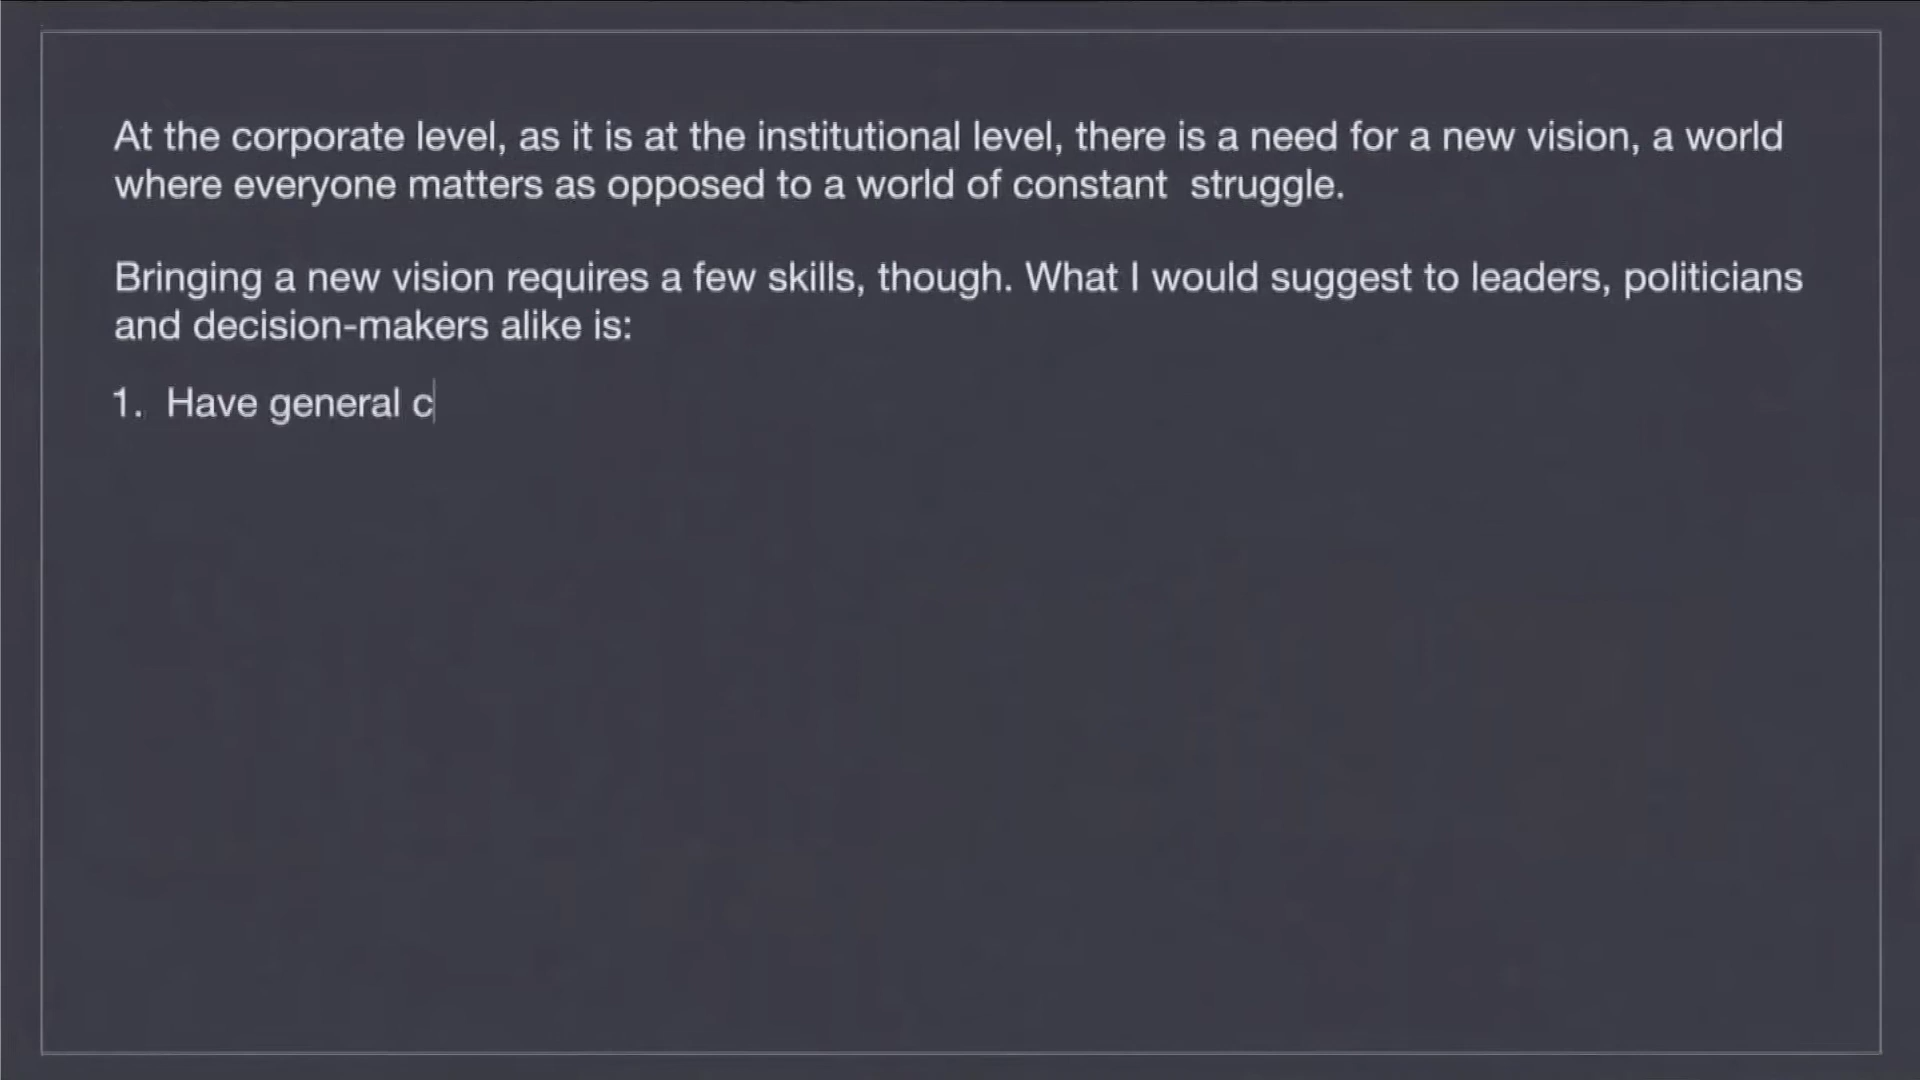 At the corporate level, as it is at the institutional level, there is a need for a new vision, a world
where everyone matters as opposed to a world of constant  struggle.
Bringing a new vision requires a few skills, though. What I would suggest to leaders, politicians
and decision-makers alike is:
1. Have general c